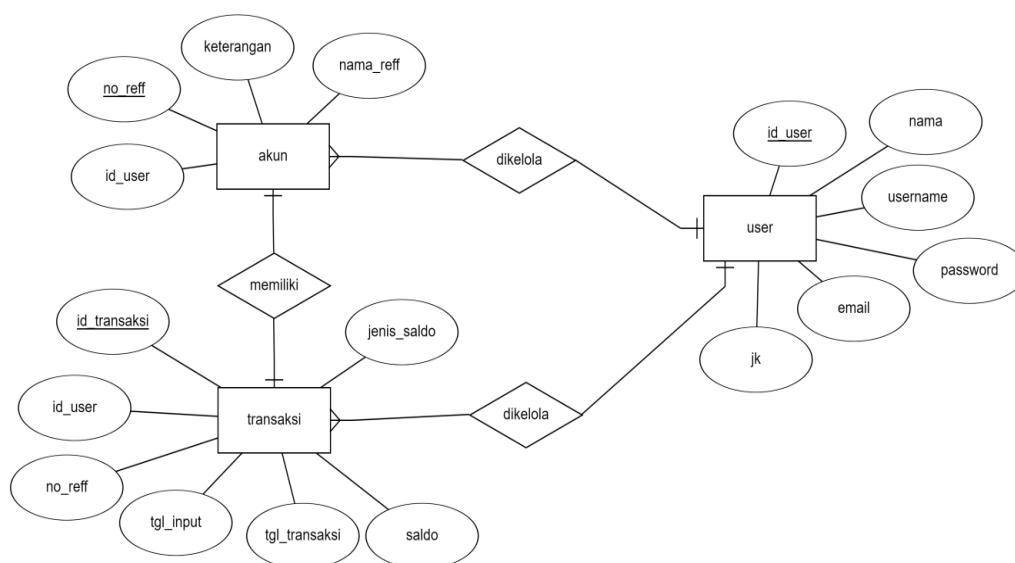 keterangan
nama_reff
no_reff
akun
id_user
dikelola
id_user
nama
username
user
password
email
jk
memiliki
id_transaksi
jenis_saldo
id_user
transaksi
dikelola
no_reff
tgl_input
tgl_transaksi
saldo